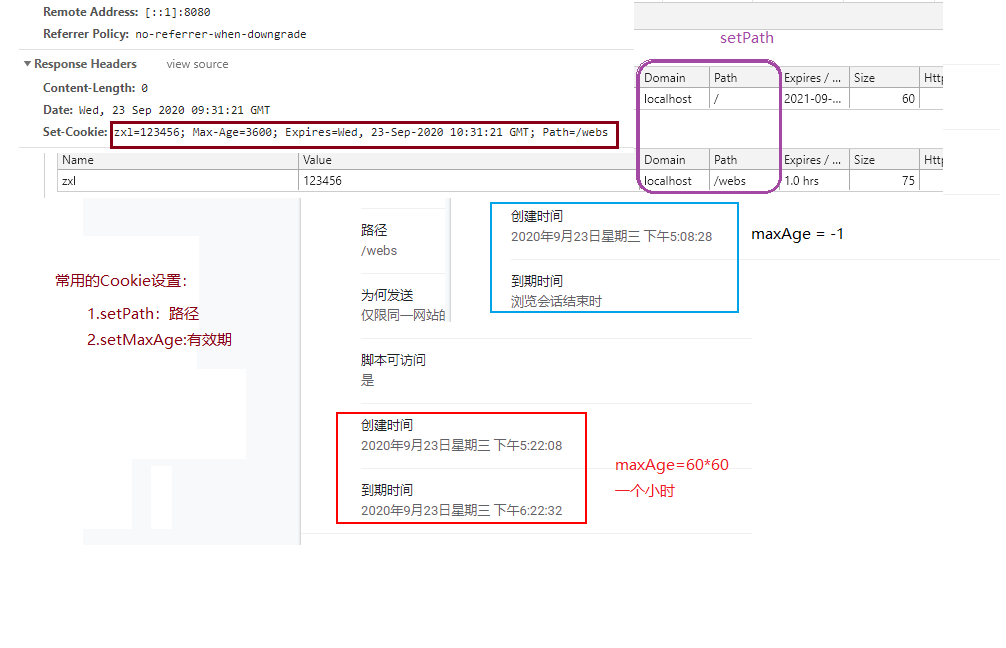 Remote Address: [::1]:8080
Referrer Policy: no-referrer-when-downgrade
setPath
Response Headers view source
Content-Length: 0
Date: Wed, 23 Sep 2020 09:31:21 GMT
Set-Cookie: zxl=123456; Max-Age=3600; Expires=Wed, 23-Sep-2020 10:31:21 GMT; Path=/webs
Domain Path Expires / ... Size Http
localhost / 2021-09-... 60
Name Value Domain Path Expires / ... Size Http
zxl 123456 localhost /webs 1.0 hrs 75
路径
/webs
为何发送
仅限同一网站的
创建时间
2020年9月23日星期三 下午5:08:28
到期时间
浏览会话结束时
maxAge = -1
常用的Cookie设置:
1.setPath：路径
2.setMaxAge:有效期
脚本可访问
是
创建时间
2020年9月23日星期三 下午5:22:08
到期时间
2020年9月23日星期三 下午6:22:32
maxAge=60*60
一个小时